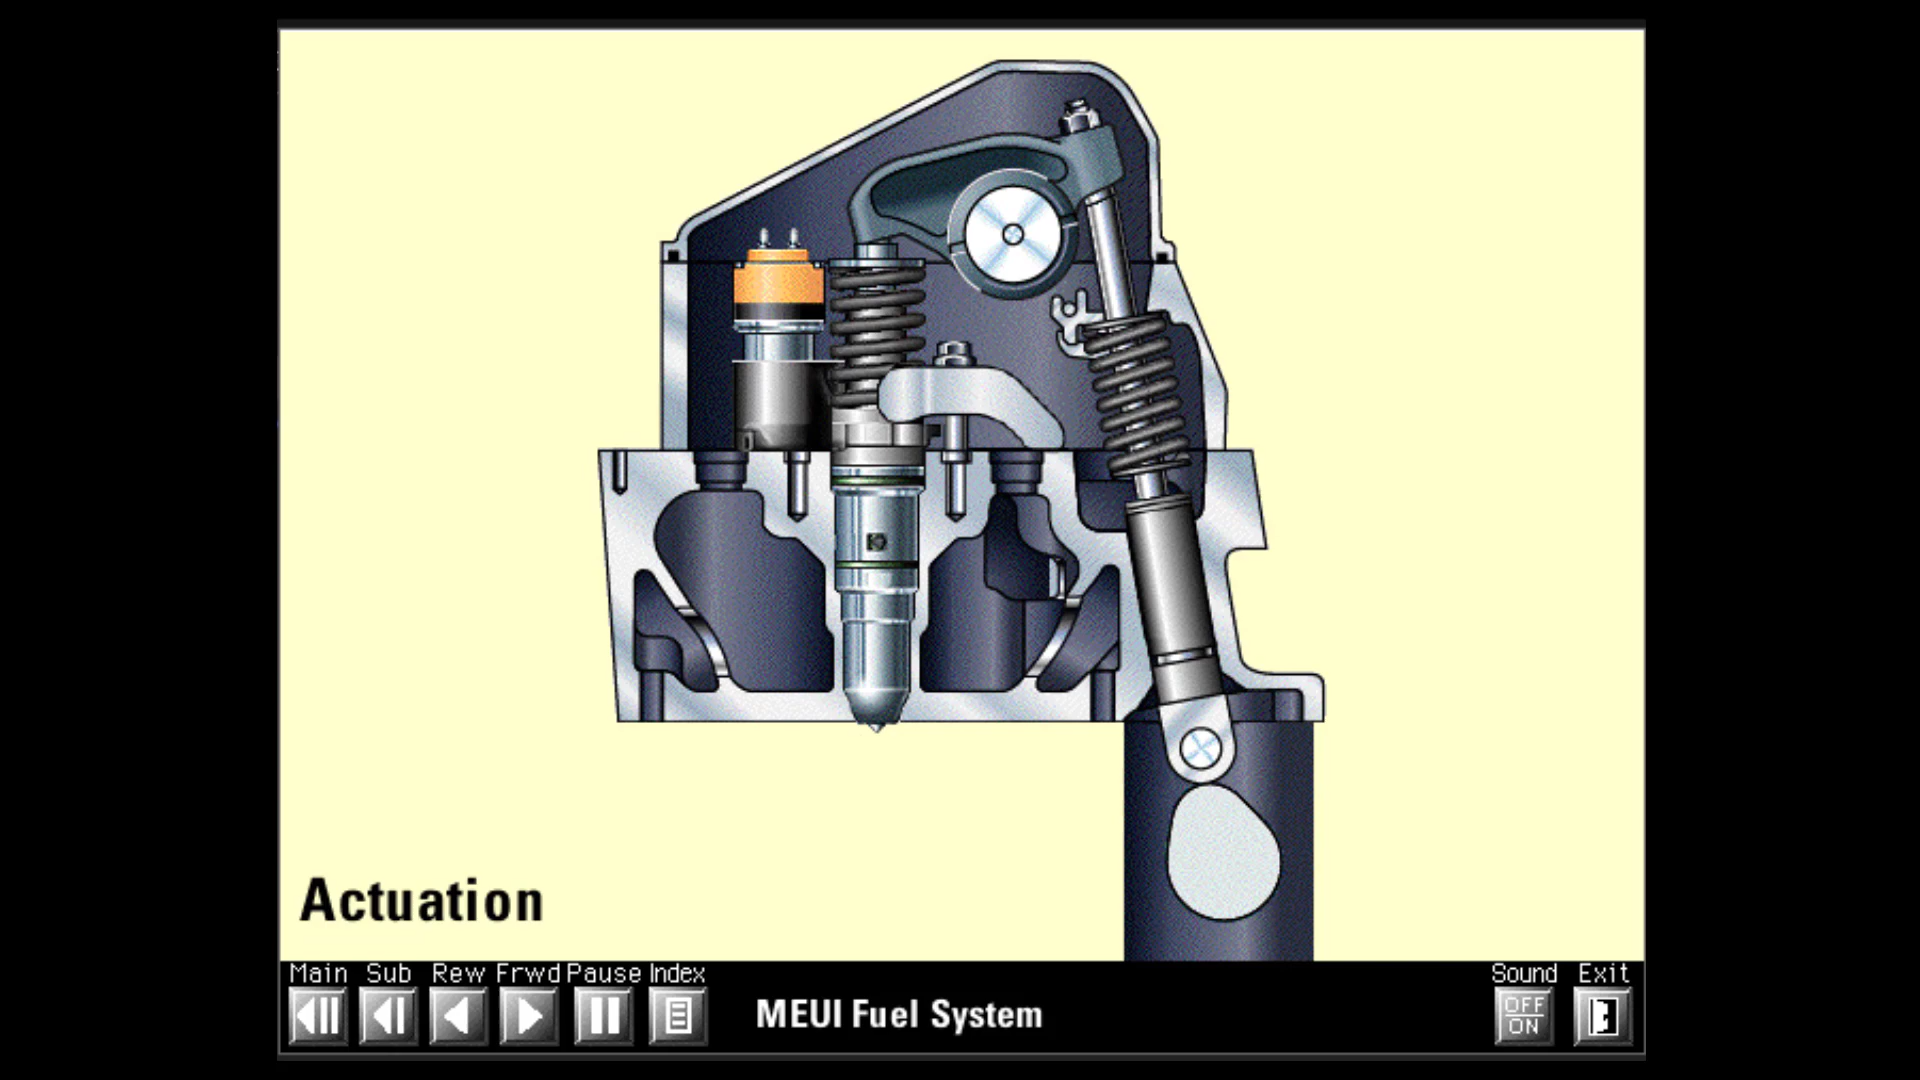 Actuation
Main Sub Rew Frwd Pause Index
Sound Exit
MEUI Fuel System
OFF
ON